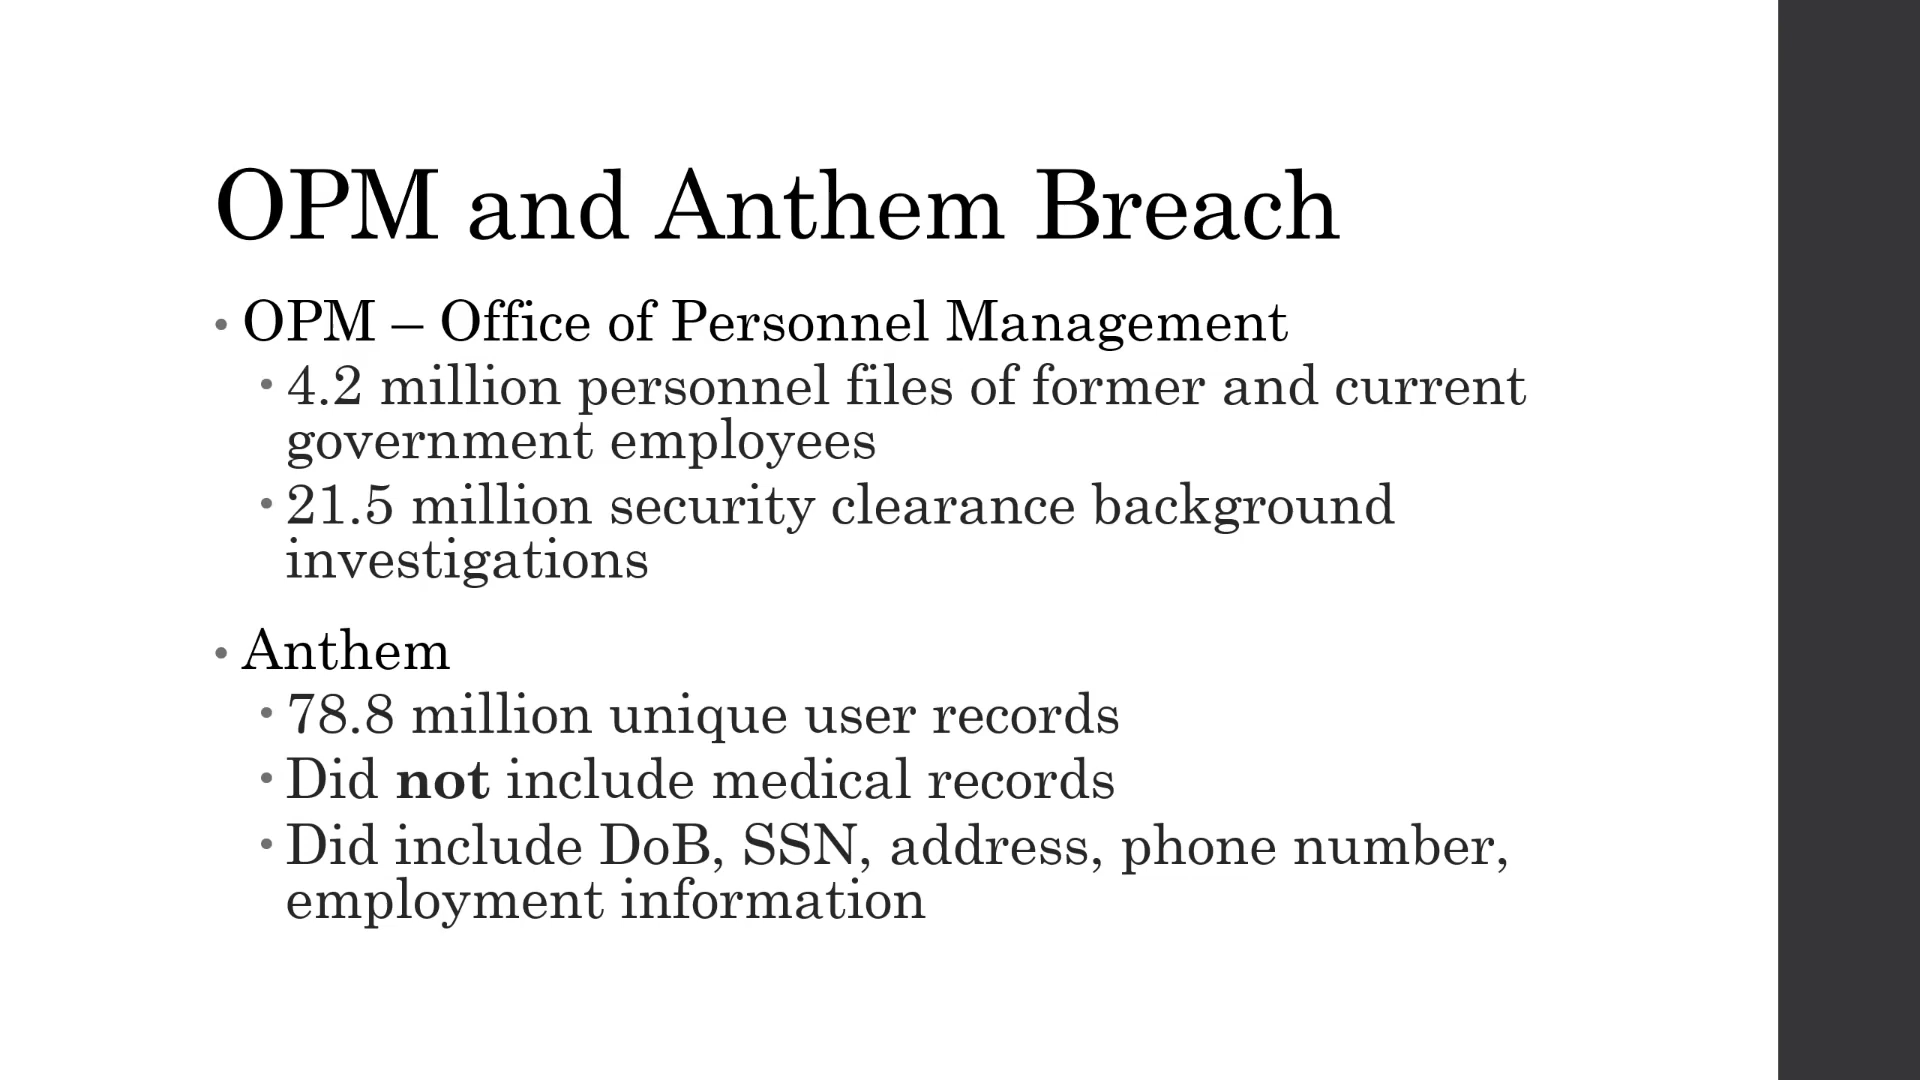 OPM and Anthem Breach
• OPM – Office of Personnel Management
• 4.2 million personnel files of former and current
government employees
• 21.5 million security clearance background
investigations
• Anthem
• 78.8 million unique user records
• Did not include medical records
• Did include DoB, SSN, address, phone number,
employment information